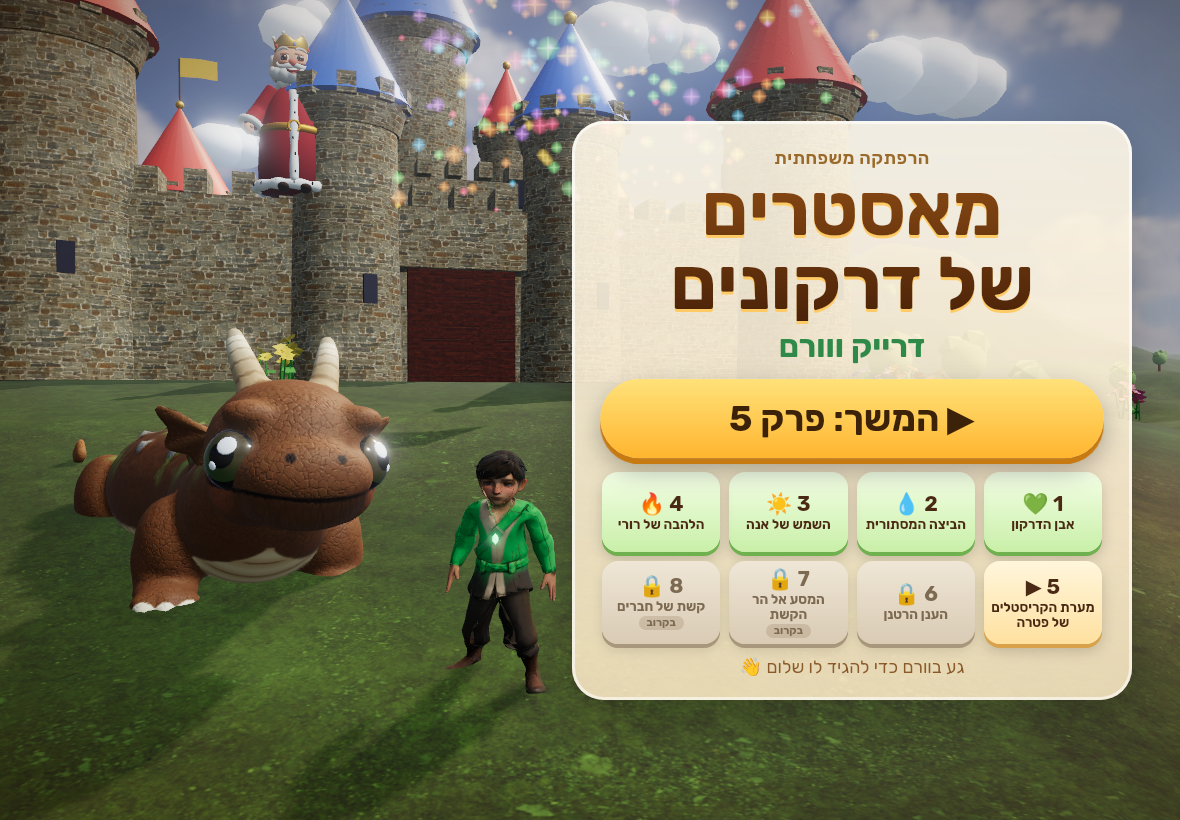 הרפתקה משפחתית
מאסטרים
של דרקונים
דרייק ווורם
▶ המשך: פרק 5
1 💚
אבן הדרקון
2 💧
הביצה המסתורית
3 ☀️
השמש של אנה
4 🔥
הלהבה של רורי
5 ▶
מערת הקריסטלים
של פטרה
6 🔒
הענן הרטנן
7 🔒
המסע אל הר
הקשת
בקרוב
8 🔒
קשת של חברים
בקרוב
גע בוורם כדי להגיד לו שלום 👋